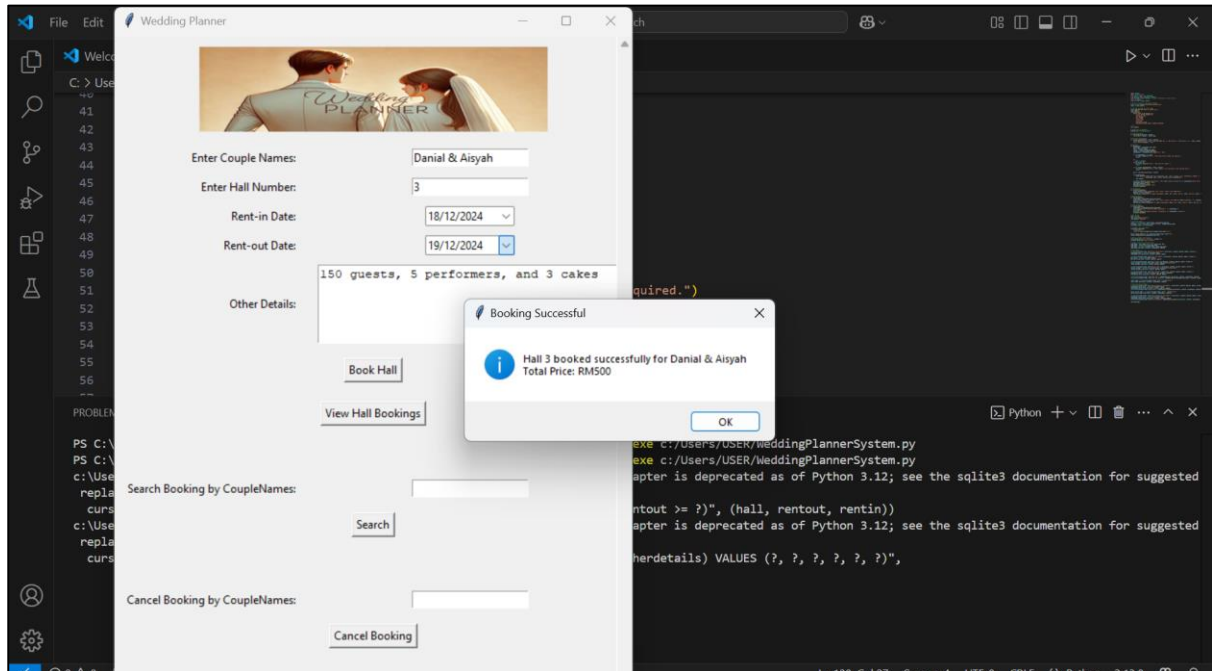 File Edit
Wedding Planner
ch
Welco
C: > Use
Wedding
PLANNER
40
41
42
43
44
45
46
47
48
49
50
51
52
53
54
55
56
Enter Couple Names: Danial & Aisyah
Enter Hall Number: 3
Rent-in Date: 18/12/2024
Rent-out Date: 19/12/2024
Other Details: 150 guests, 5 performers, and 3 cakes
quired.")
Booking Successful
Hall 3 booked successfully for Danial & Aisyah
Total Price: RM500
OK
Book Hall
View Hall Bookings
Search Booking by CoupleNames:
Search
Cancel Booking by CoupleNames:
Cancel Booking
PROBLEM
Python
PS C:\ exe c:/Users/USER/WeddingPlannerSystem.py
PS C:\ exe c:/Users/USER/WeddingPlannerSystem.py
c:\Use apter is deprecated as of Python 3.12; see the sqlite3 documentation for suggested
repla
curs ntout >= ?)", (hall, rentout, rentin))
c:\Use apter is deprecated as of Python 3.12; see the sqlite3 documentation for suggested
repla
curs herdetails) VALUES (?, ?, ?, ?, ?, ?)",